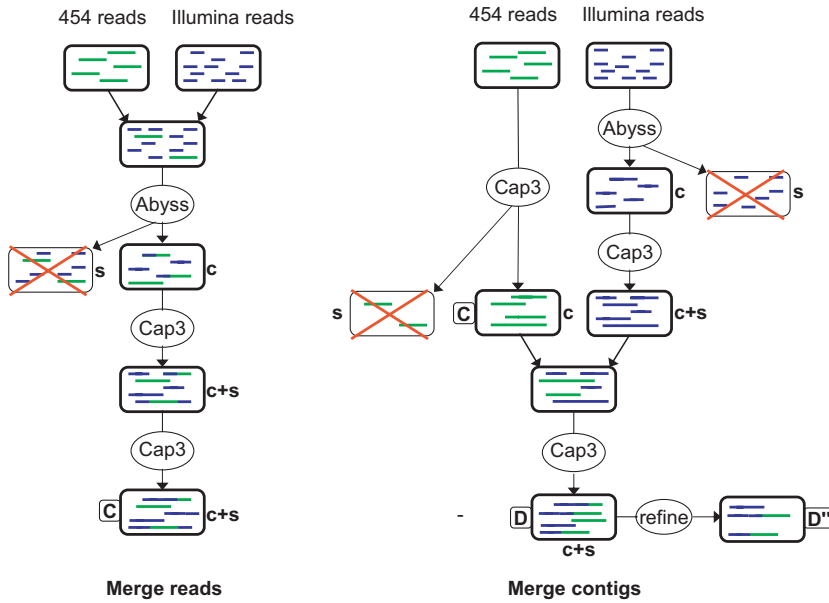 454 reads
Illumina reads
Abyss
s
c
Cap3
c+s
Cap3
C
c+s
Merge reads
454 reads
Illumina reads
Abyss
Cap3
c
s
Cap3
s
C
c
c+s
Cap3
-
D
refine
D"
c+s
Merge contigs